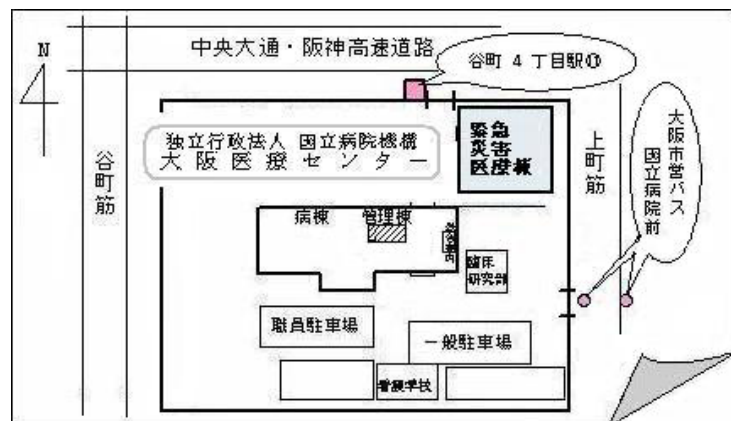 N
中央大通・阪神高速道路
谷町 4 丁目駅⑪
独立行政法人 国立病院機構
大阪医療センター
緊急
災害
医療棟
谷町筋
上町筋
大阪市営バス
国立病院前
病棟
管理棟
臨床
研究部
職員駐車場
一般駐車場
看護学校